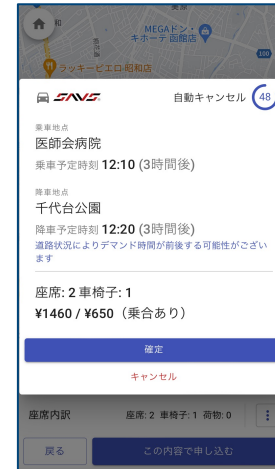 MEGAドン・
キホーテ 函館店
ラッキーピエロ 昭和店
100
SAVS
自動キャンセル 48
乗車地点
医師会病院
乗車予定時刻 12:10 (3時間後)
降車地点
千代台公園
降車予定時刻 12:20 (3時間後)
道路状況によりデマンド時間が前後する可能性がござい
ます
座席: 2 車椅子: 1
¥1460 / ¥650（乗合あり）
確定
キャンセル
座席内訳 座席: 2 車椅子: 1 荷物: 0
戻る この内容で申し込む